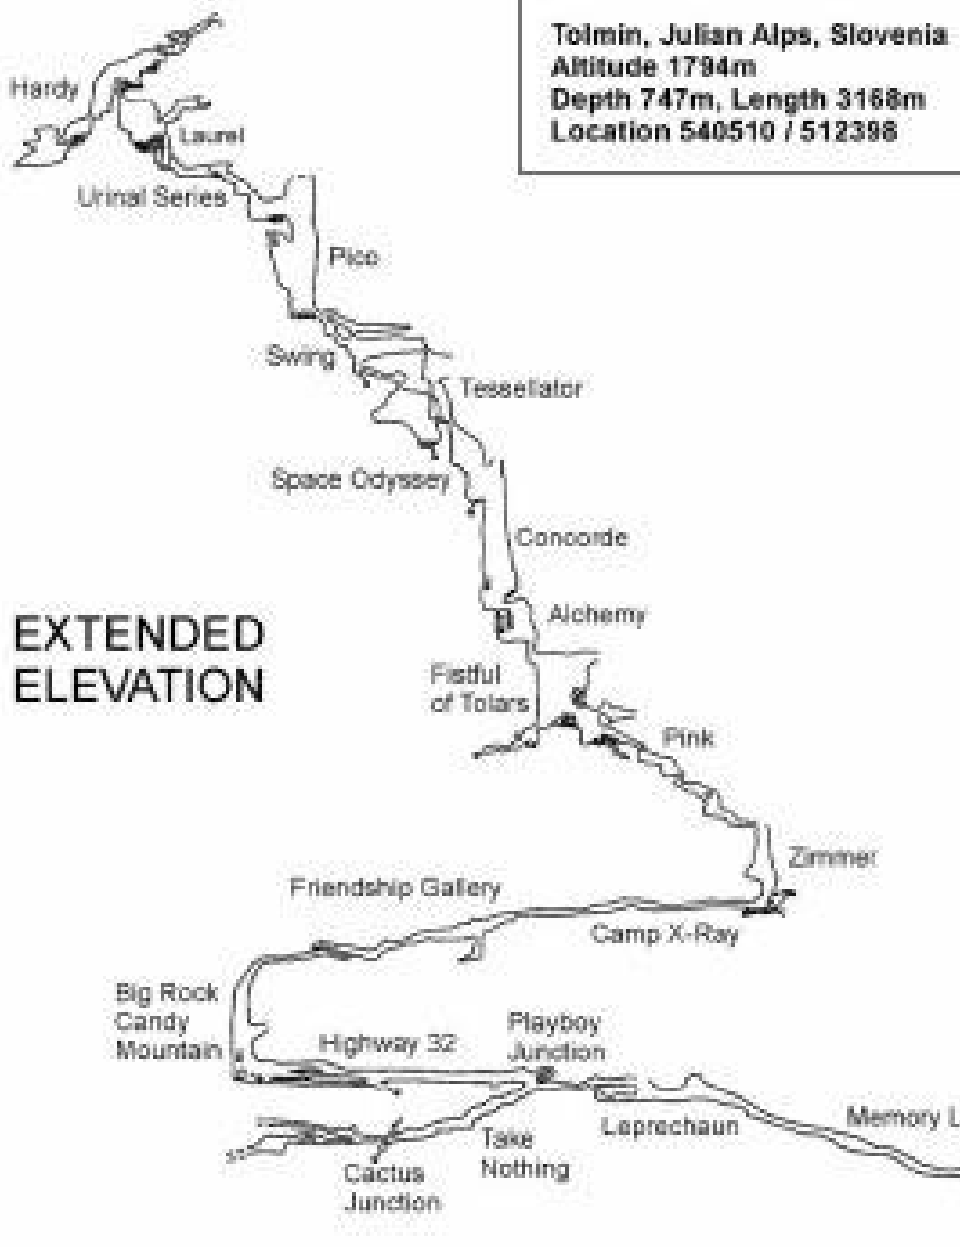 Tolmin, Julian Alps, Slovenia
Altitude 1794m
Depth 747m, Length 3168m
Location 540510 / 512398
Hardy
Laurel
Urinal Series
Pico
Swing
Tessellator
Space Odyssey
Concorde
EXTENDED
ELEVATION
Alchemy
Fistful
of Tolars
Pink
Zimmer
Friendship Gallery
Camp X-Ray
Big Rock
Candy
Mountain
Highway 32
Playboy
Junction
Leprechaun
Memory L
Take
Nothing
Cactus
Junction